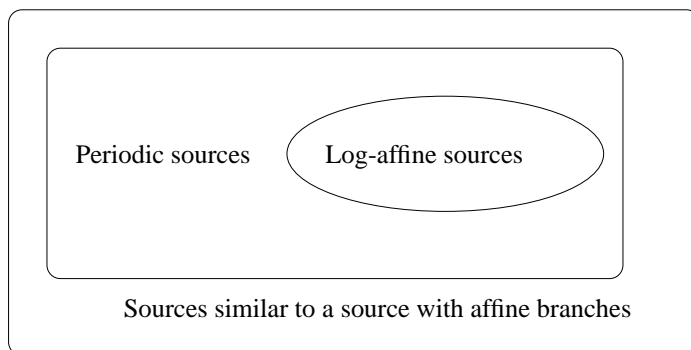 Periodic sources
Log-affine sources
Sources similar to a source with affine branches